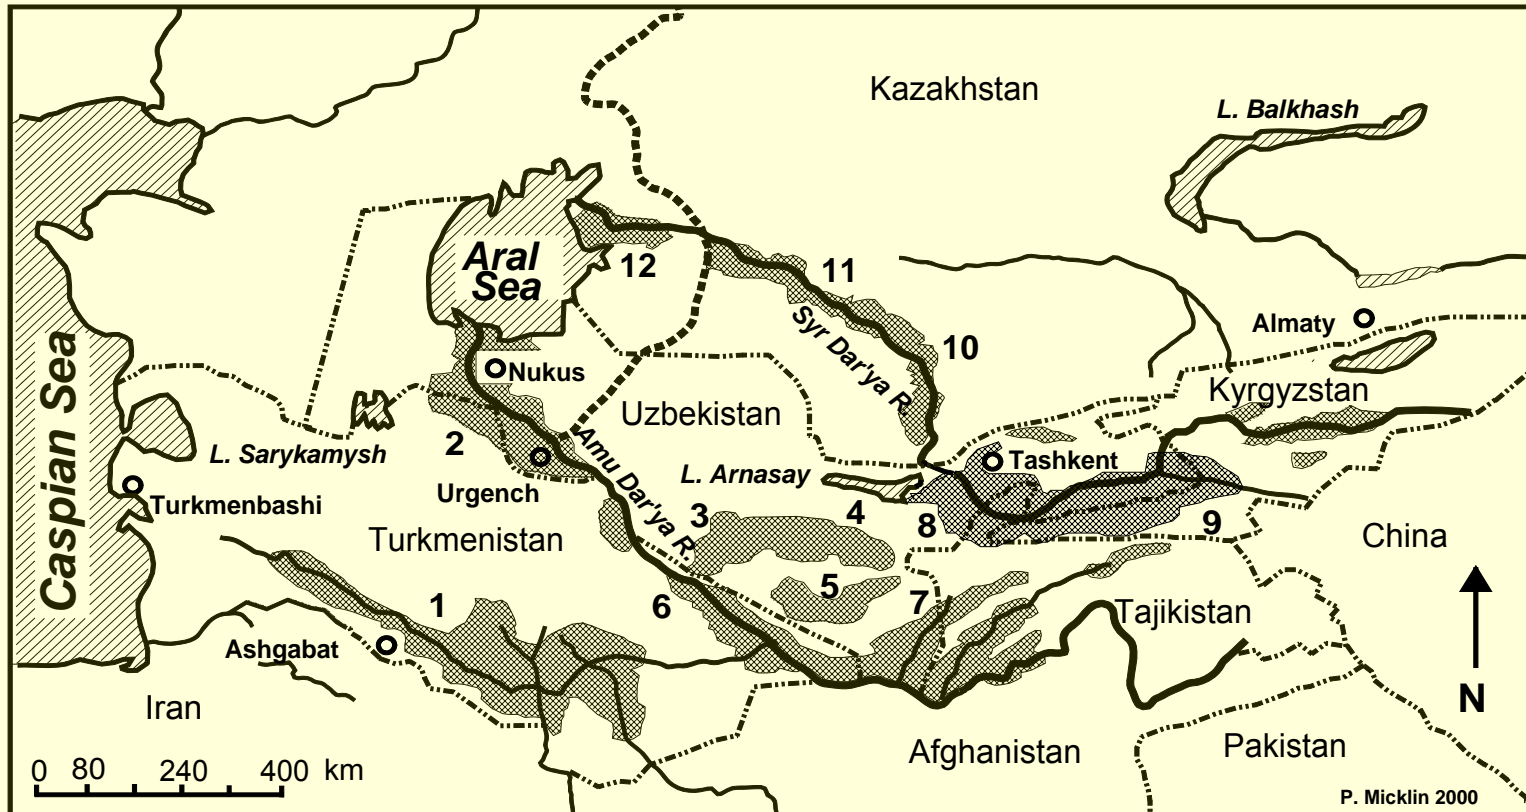 Kazakhstan
L. Balkhash
Aral
Sea
12
11
Syr Dar'ya R.
10
Almaty
Caspian Sea
Nukus
Kyrgyzstan
Uzbekistan
2
L. Sarykamysh
Amu Dar'ya R.
L. Arnasay
Tashkent
Urgench
Turkmenbashi
3
4
8
9
Turkmenistan
China
5
1
6
7
Tajikistan
Ashgabat
N
Iran
Afghanistan
Pakistan
0 80 240 400 km
P. Micklin 2000